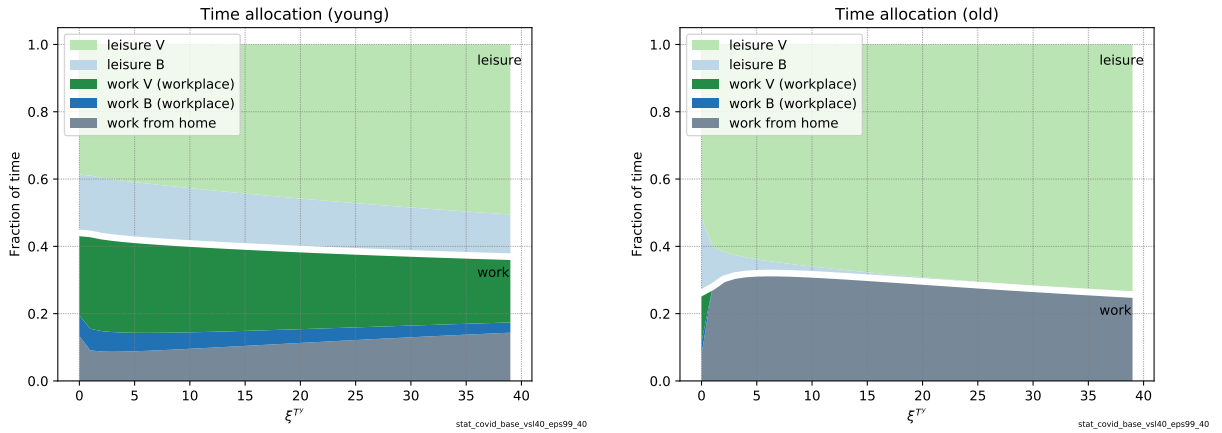 Time allocation (young)
1.0
0.8
0.6
0.4
0.2
0.0
Fraction of time
leisure V
leisure B
work V (workplace)
work B (workplace)
work from home
leisure
work
0 5 10 15 20 25 30 35 40
ξ^{T^y}
stat_covid_base_vsl40_eps99_40
Time allocation (old)
1.0
0.8
0.6
0.4
0.2
0.0
Fraction of time
leisure V
leisure B
work V (workplace)
work B (workplace)
work from home
leisure
work
0 5 10 15 20 25 30 35 40
ξ^{T^y}
stat_covid_base_vsl40_eps99_40